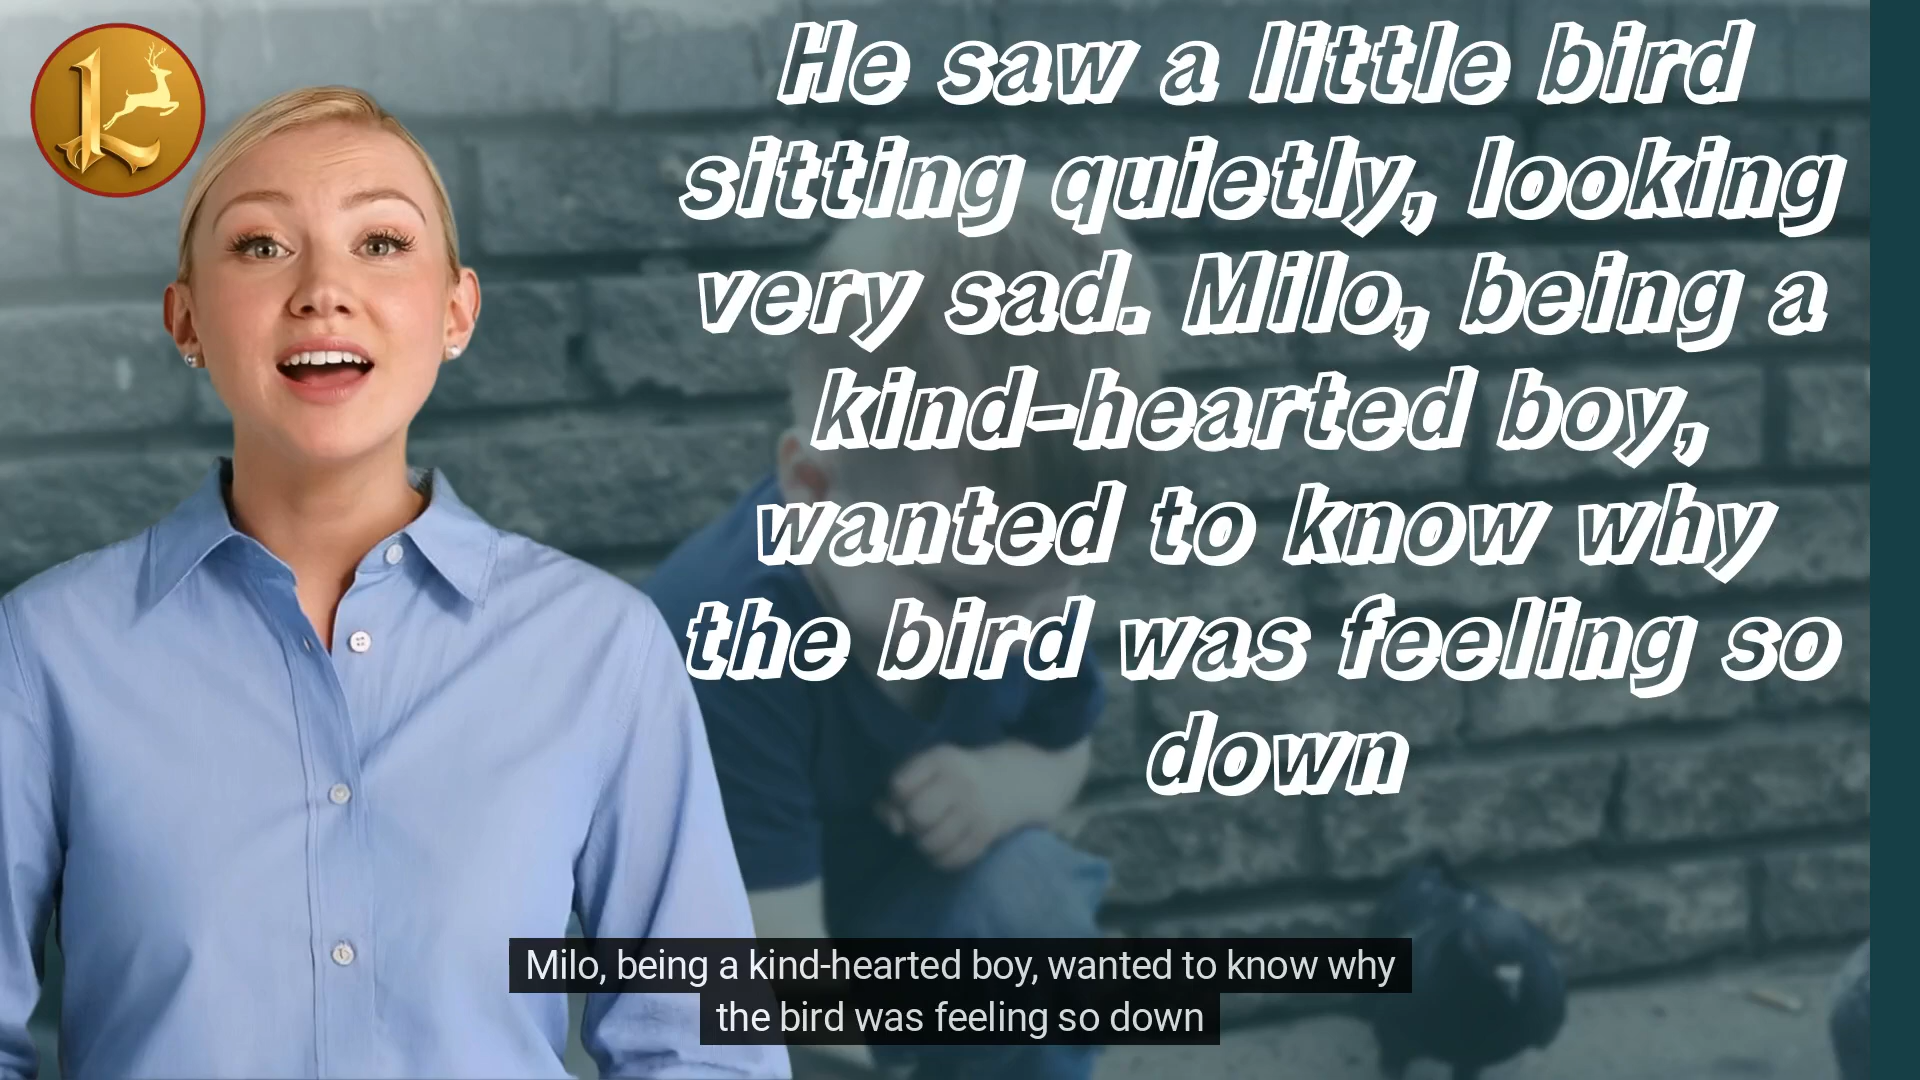 L
He saw a little bird
sitting quietly, looking
very sad. Milo, being a
kind-hearted boy,
wanted to know why
the bird was feeling so
down
Milo, being a kind-hearted boy, wanted to know why
the bird was feeling so down